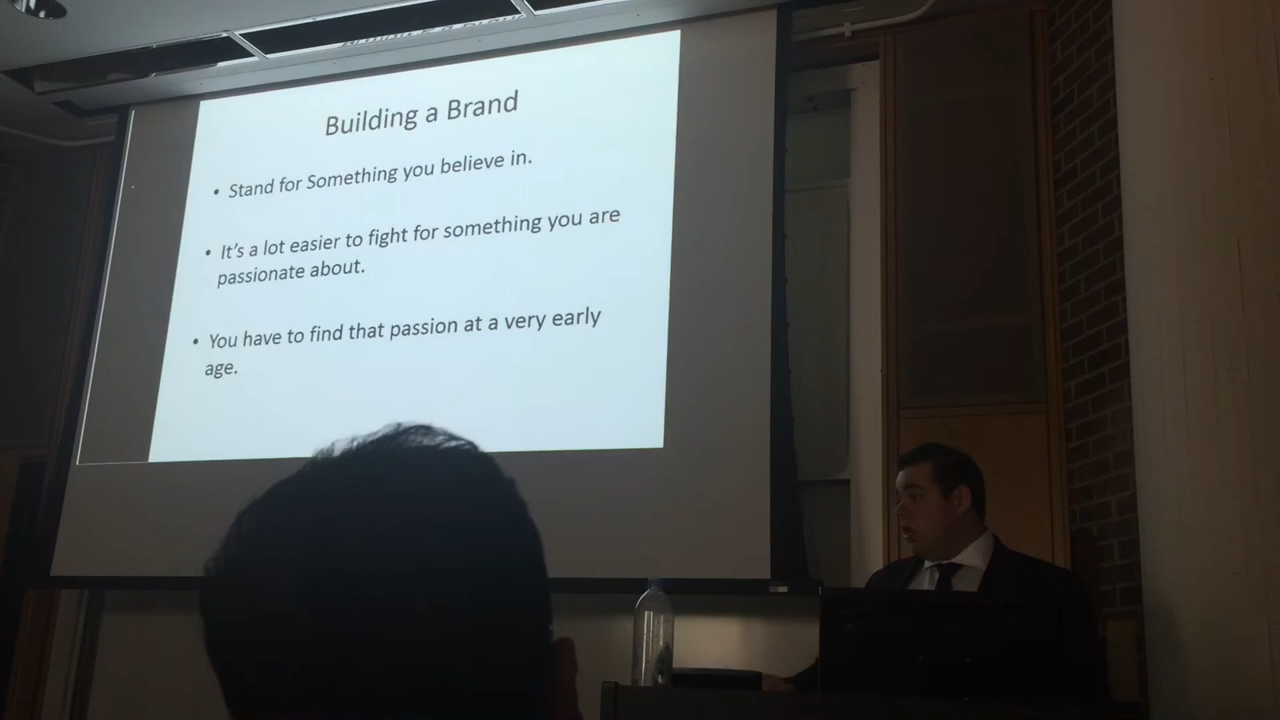 Building a Brand
• Stand for Something you believe in.
• It's a lot easier to fight for something you are
passionate about.
• You have to find that passion at a very early
age.